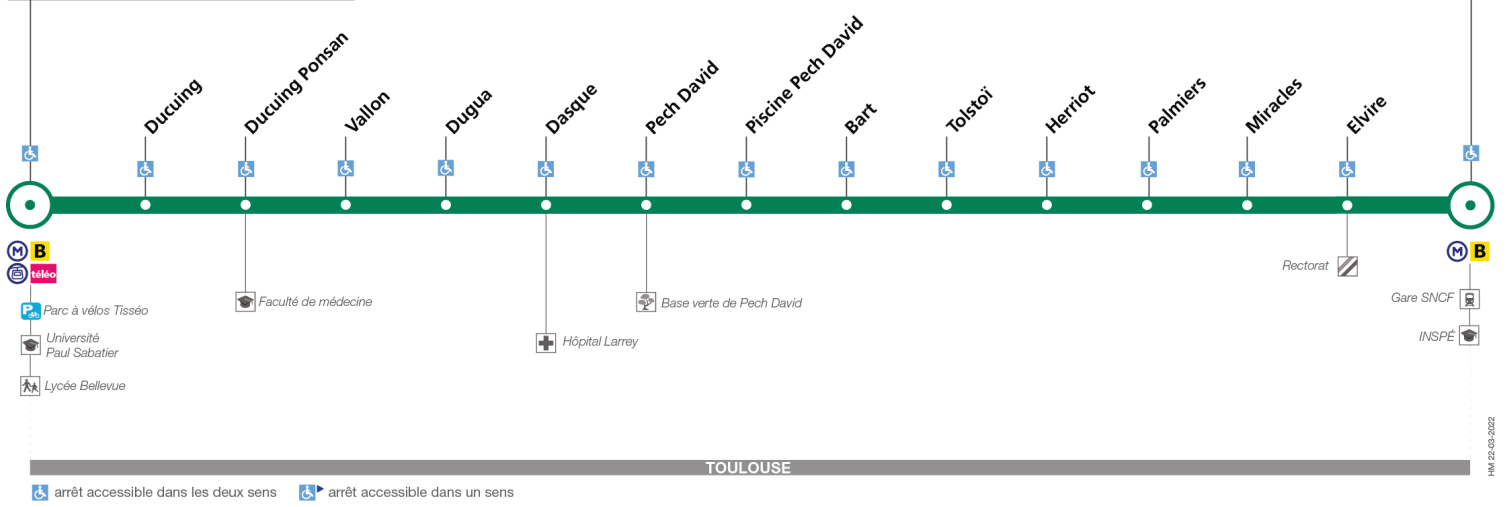 Ducuing
Ducuing Ponsan
Vallon
Dugua
Dasque
Pech David
Piscine Pech David
Bart
Tolstoï
Herriot
Palmiers
Miracles
Elvire
M B
téléo
P
Parc à vélos Tisséo
Université
Paul Sabatier
Lycée Bellevue
Faculté de médecine
Hôpital Larrey
Base verte de Pech David
Rectorat
M B
Gare SNCF
INSPÉ
HM 22-03-2022
TOULOUSE
arrêt accessible dans les deux sens
arrêt accessible dans un sens